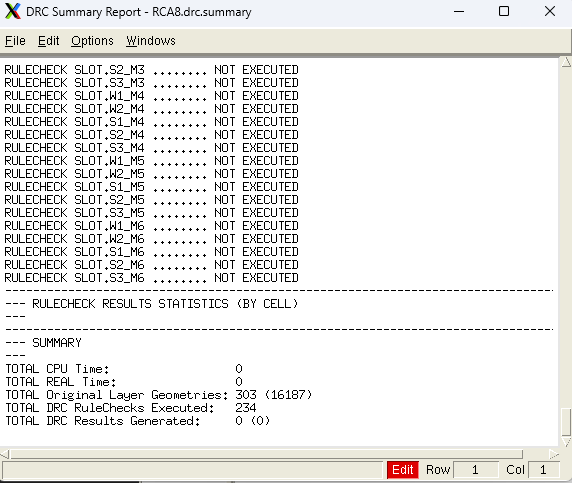 DRC Summary Report - RCA8.drc.summary
File Edit Options Windows
RULECHECK SLOT.S2_M3 ........ NOT EXECUTED
RULECHECK SLOT.S3_M3 ........ NOT EXECUTED
RULECHECK SLOT.W1_M4 ........ NOT EXECUTED
RULECHECK SLOT.W2_M4 ........ NOT EXECUTED
RULECHECK SLOT.S1_M4 ........ NOT EXECUTED
RULECHECK SLOT.S2_M4 ........ NOT EXECUTED
RULECHECK SLOT.S3_M4 ........ NOT EXECUTED
RULECHECK SLOT.W1_M5 ........ NOT EXECUTED
RULECHECK SLOT.W2_M5 ........ NOT EXECUTED
RULECHECK SLOT.S1_M5 ........ NOT EXECUTED
RULECHECK SLOT.S2_M5 ........ NOT EXECUTED
RULECHECK SLOT.S3_M5 ........ NOT EXECUTED
RULECHECK SLOT.W1_M6 ........ NOT EXECUTED
RULECHECK SLOT.W2_M6 ........ NOT EXECUTED
RULECHECK SLOT.S1_M6 ........ NOT EXECUTED
RULECHECK SLOT.S2_M6 ........ NOT EXECUTED
RULECHECK SLOT.S3_M6 ........ NOT EXECUTED
----------------------------------------------------------------------------------
--- RULECHECK RESULTS STATISTICS (BY CELL)
---
----------------------------------------------------------------------------------
--- SUMMARY
---
TOTAL CPU Time: 0
TOTAL REAL Time: 0
TOTAL Original Layer Geometries: 303 (16187)
TOTAL DRC RuleChecks Executed: 234
TOTAL DRC Results Generated: 0 (0)
Edit Row 1 Col 1